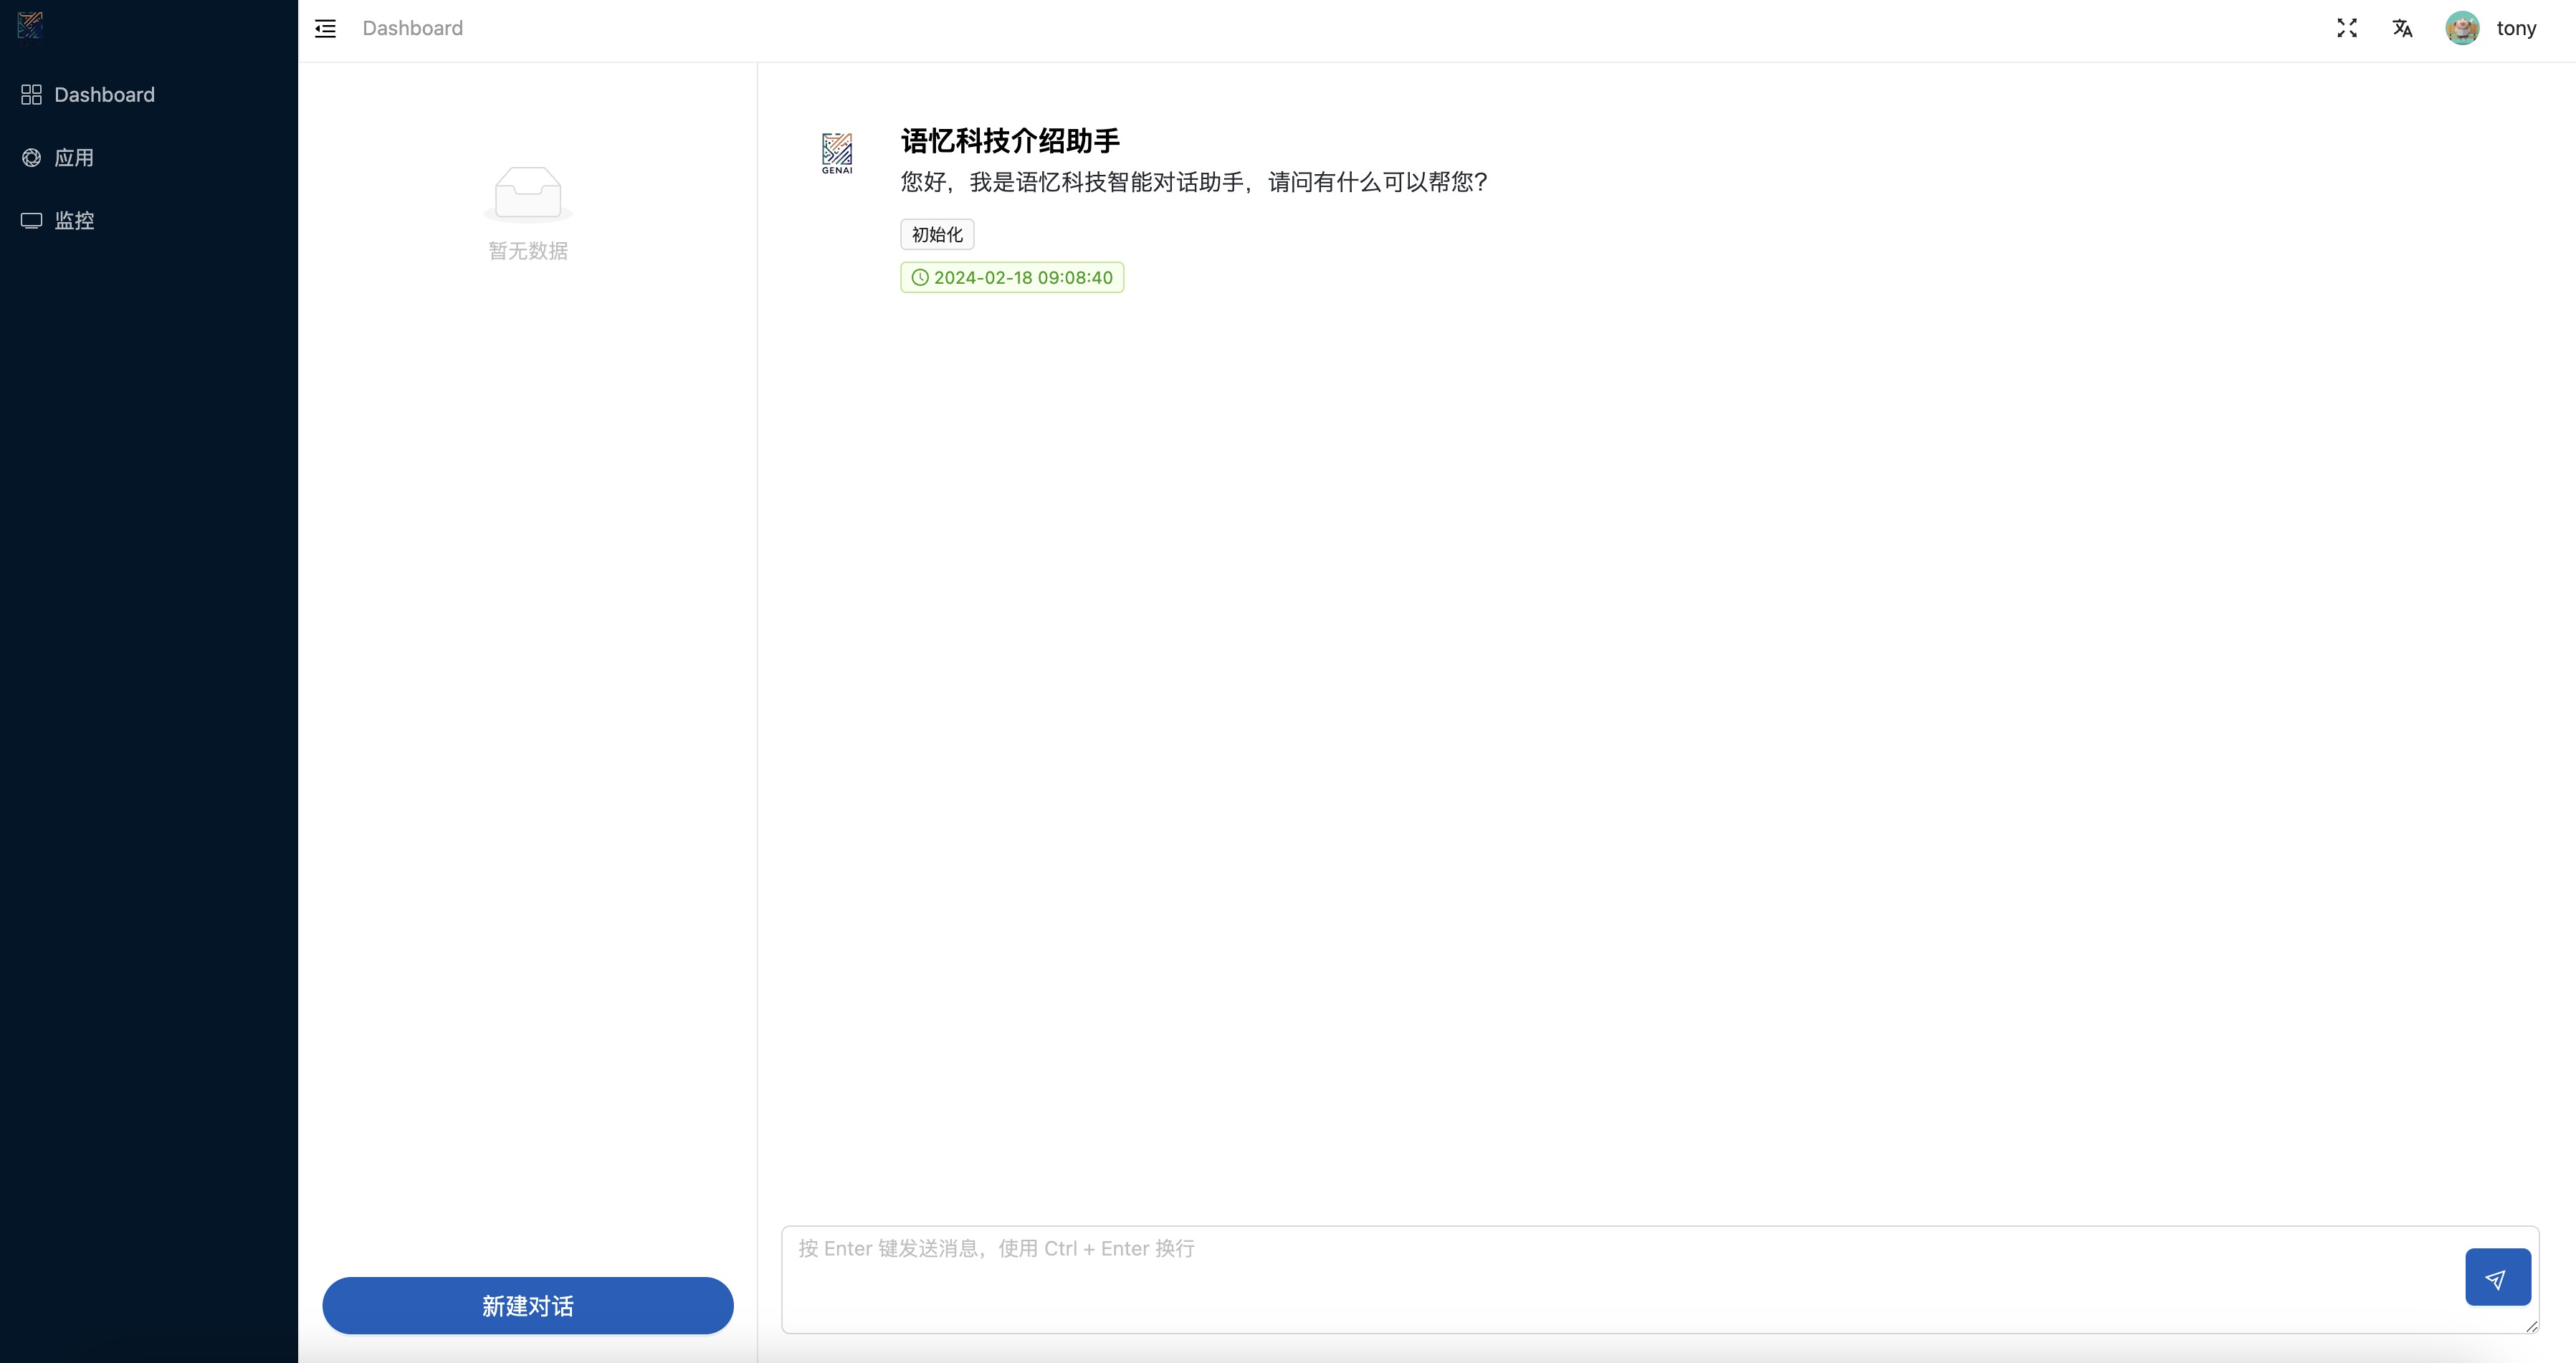 Dashboard
tony
Dashboard
应用
监控
暂无数据
新建对话
GENAI
语忆科技介绍助手
您好，我是语忆科技智能对话助手，请问有什么可以帮您？
初始化
2024-02-18 09:08:40
按 Enter 键发送消息，使用 Ctrl + Enter 换行